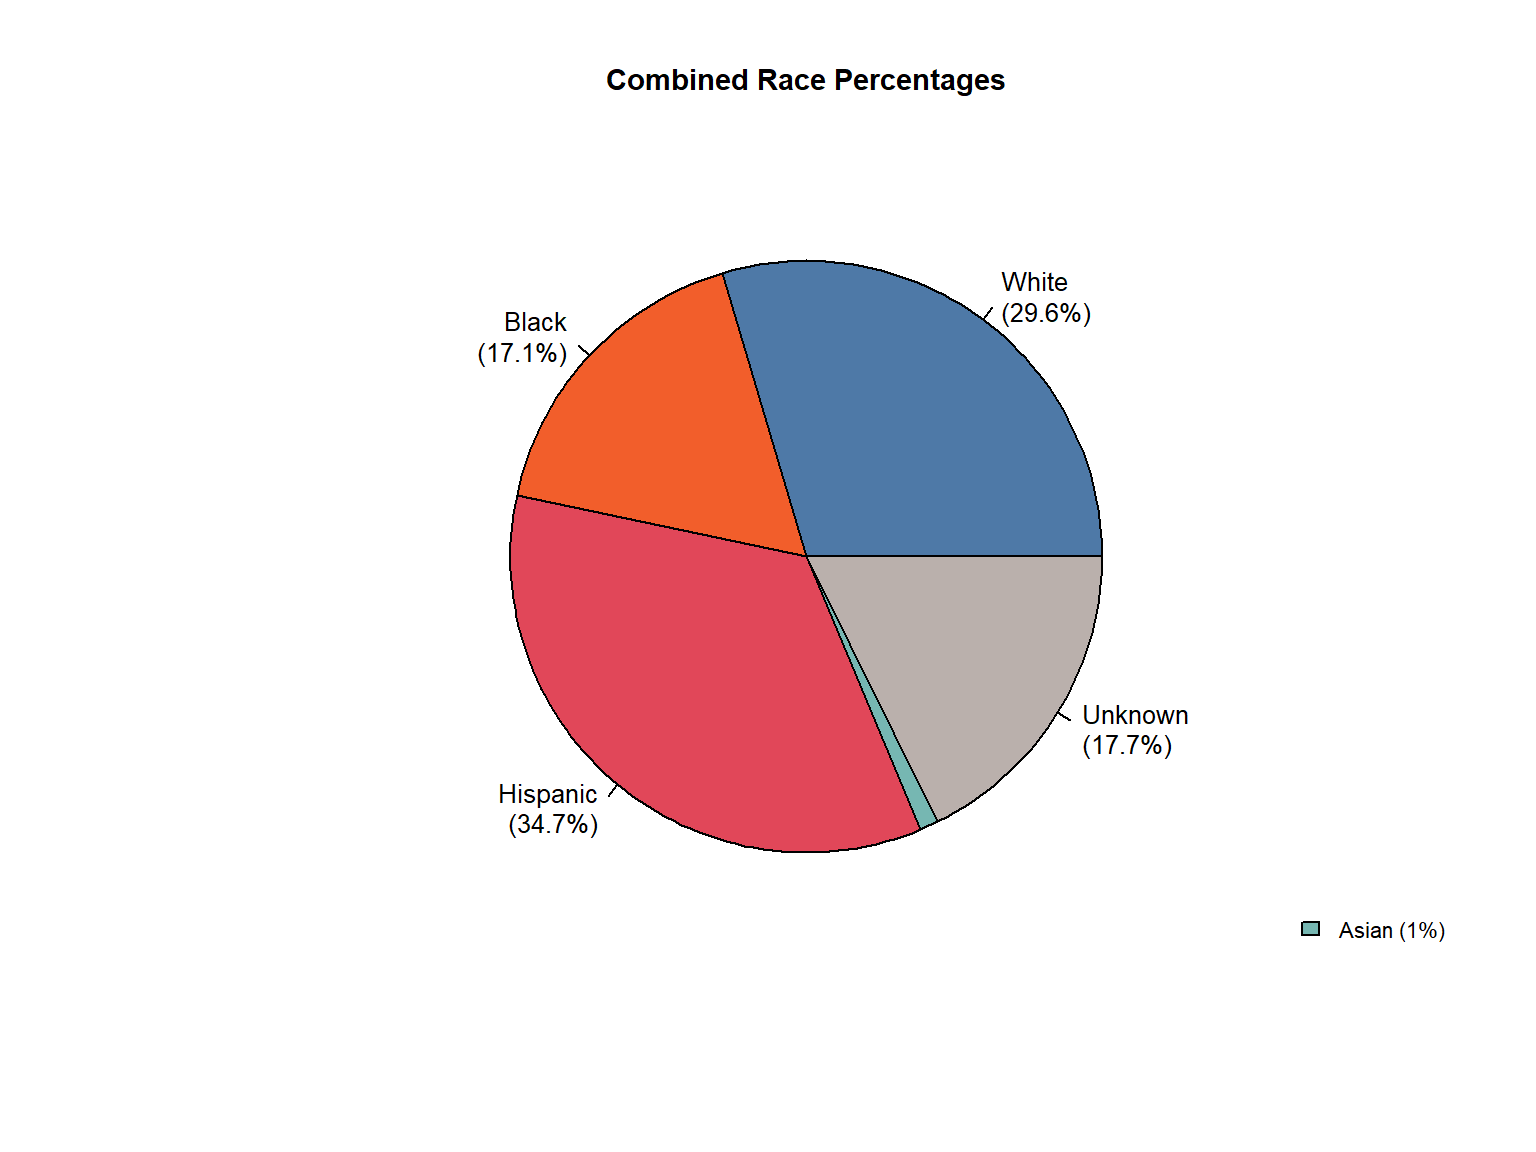 Combined Race Percentages
White
(29.6%)
Black
(17.1%)
Unknown
(17.7%)
Hispanic
(34.7%)
Asian (1%)